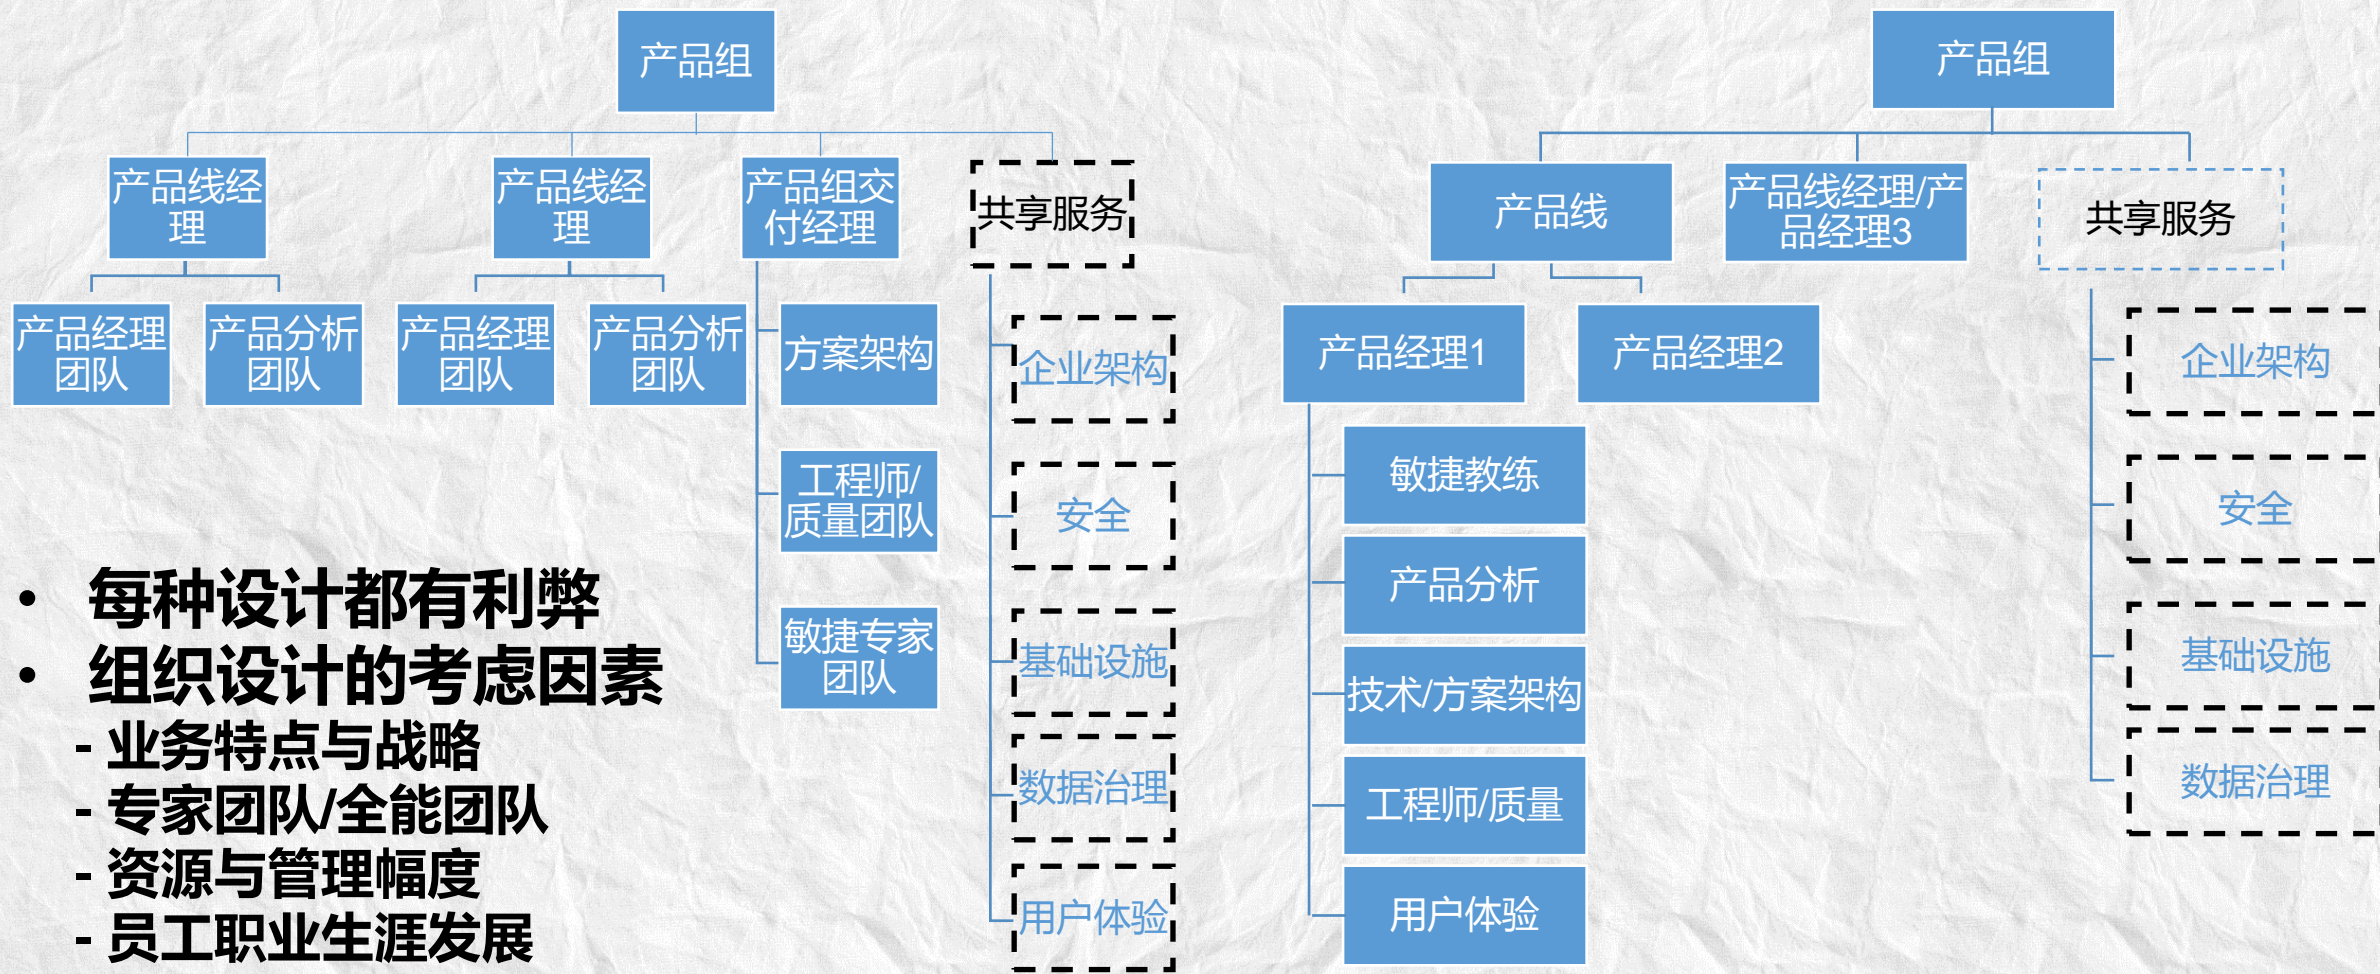 产品组
产品线经
理
产品经理
团队
产品分析
团队
产品线经
理
产品经理
团队
产品分析
团队
产品组交
付经理
方案架构
工程师/
质量团队
敏捷专家
团队
共享服务
企业架构
安全
基础设施
数据治理
用户体验
产品组
产品线
产品经理1
敏捷教练
产品分析
技术/方案架构
工程师/质量
用户体验
产品经理2
产品线经理/产
品经理3
共享服务
企业架构
安全
基础设施
数据治理
• 每种设计都有利弊
• 组织设计的考虑因素
- 业务特点与战略
- 专家团队/全能团队
- 资源与管理幅度
- 员工职业生涯发展